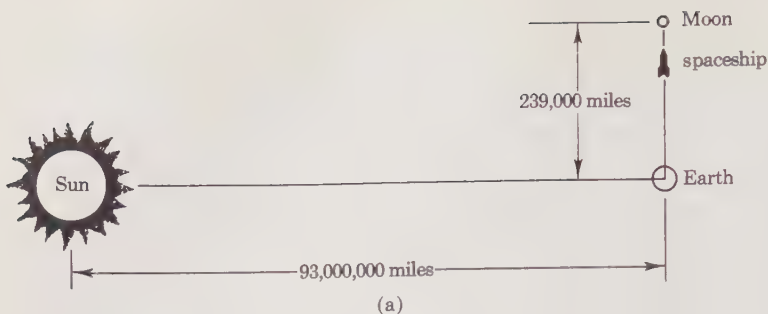 Moon
spaceship
239,000 miles
Sun
Earth
93,000,000 miles
(a)